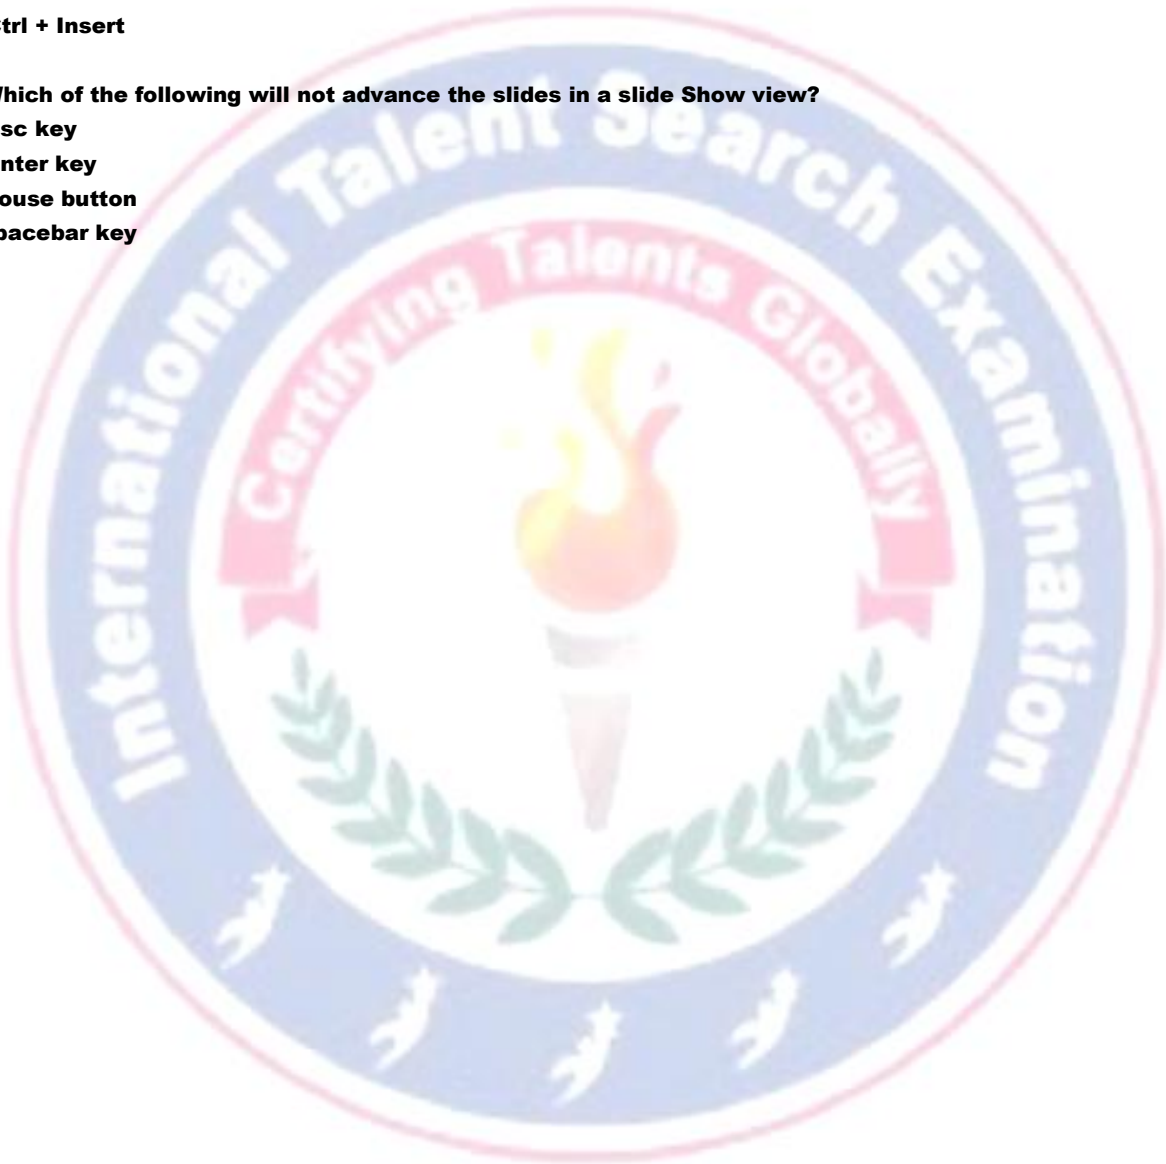 trl + Insert
hich of the following will not advance the slides in a slide Show view?
sc key
nter key
ouse button
pacebar key
International Talent Search Examination
Certifying Talents Globally